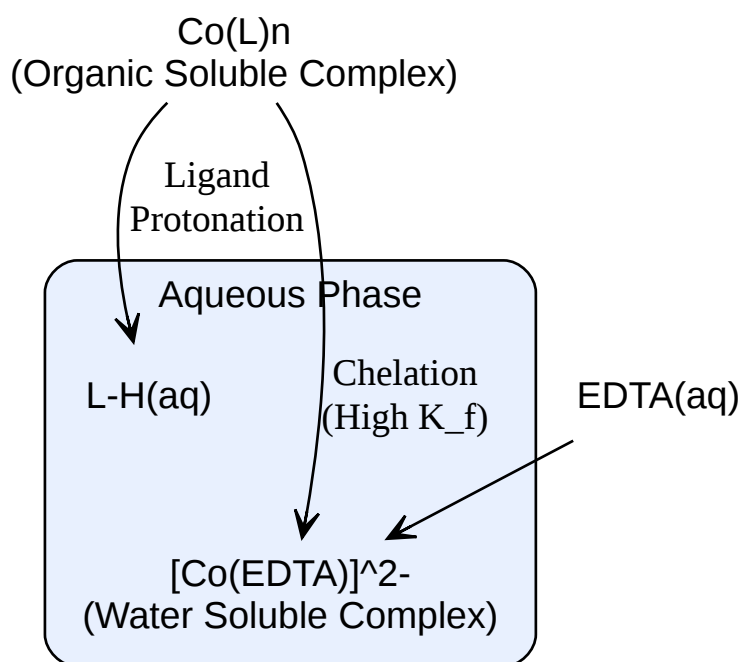 Co(L)n
(Organic Soluble Complex)
Ligand
Protonation
Aqueous Phase
Chelation
(High K_f)
L-H(aq)
EDTA(aq)
[Co(EDTA)]^2-
(Water Soluble Complex)